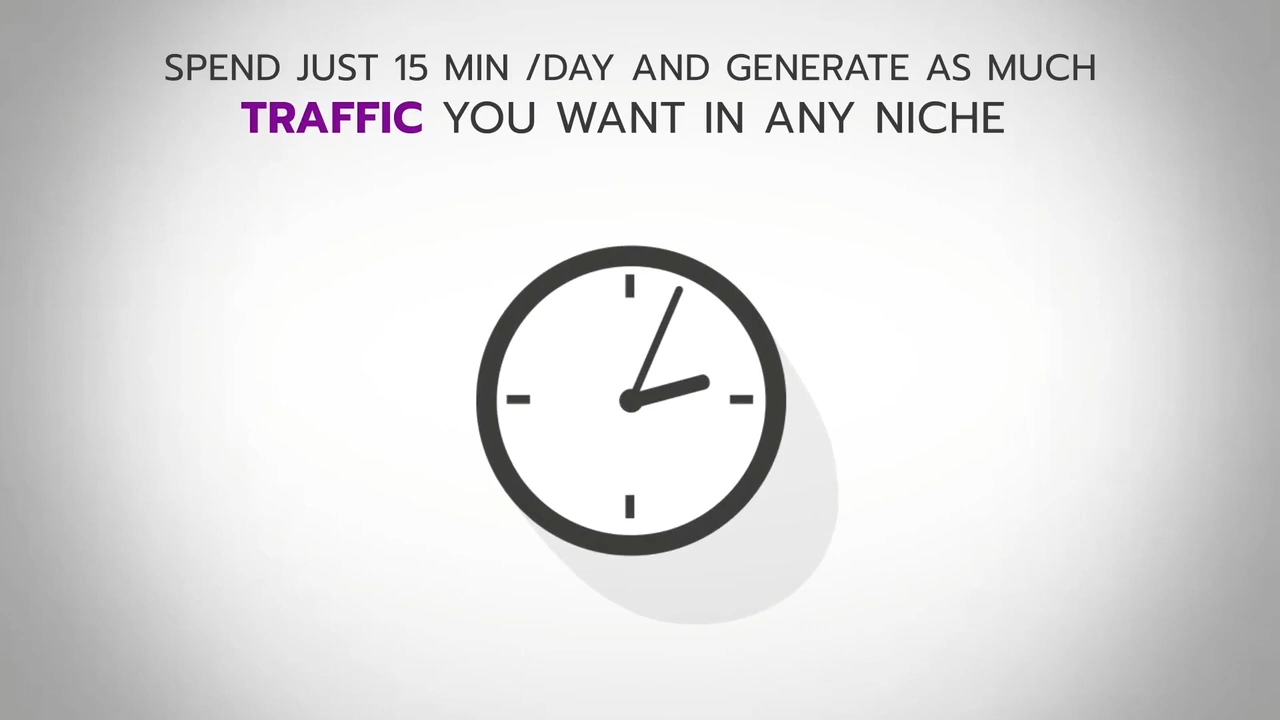 SPEND JUST 15 MIN /DAY AND GENERATE AS MUCH
TRAFFIC YOU WANT IN ANY NICHE